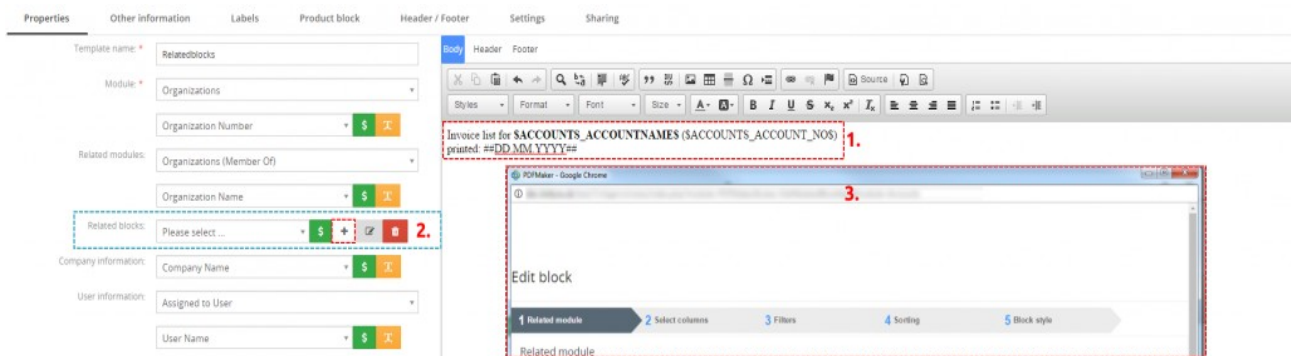 Properties Other information Labels Product block Header / Footer Settings Sharing
Template name: * Relatedblocks
Module: * Organizations
Organization Number $
Related modules: Organizations (Member Of)
Organization Name $
Related blocks: Please select ... $ + 2.
Company information: Company Name $
User information: Assigned to User
User Name $
Body Header Footer
Source
Styles Format Font Size A A B I U S x₂ x² Tx
Invoice list for $ACCOUNTS_ACCOUNTNAME$ ($ACCOUNTS_ACCOUNT_NO$)
printed: ##DD.MM.YYYY##
1.
PDFMaker - Google Chrome
3.
Edit block
1 Related module 2 Select columns 3 Filters 4 Sorting 5 Block style
Related module